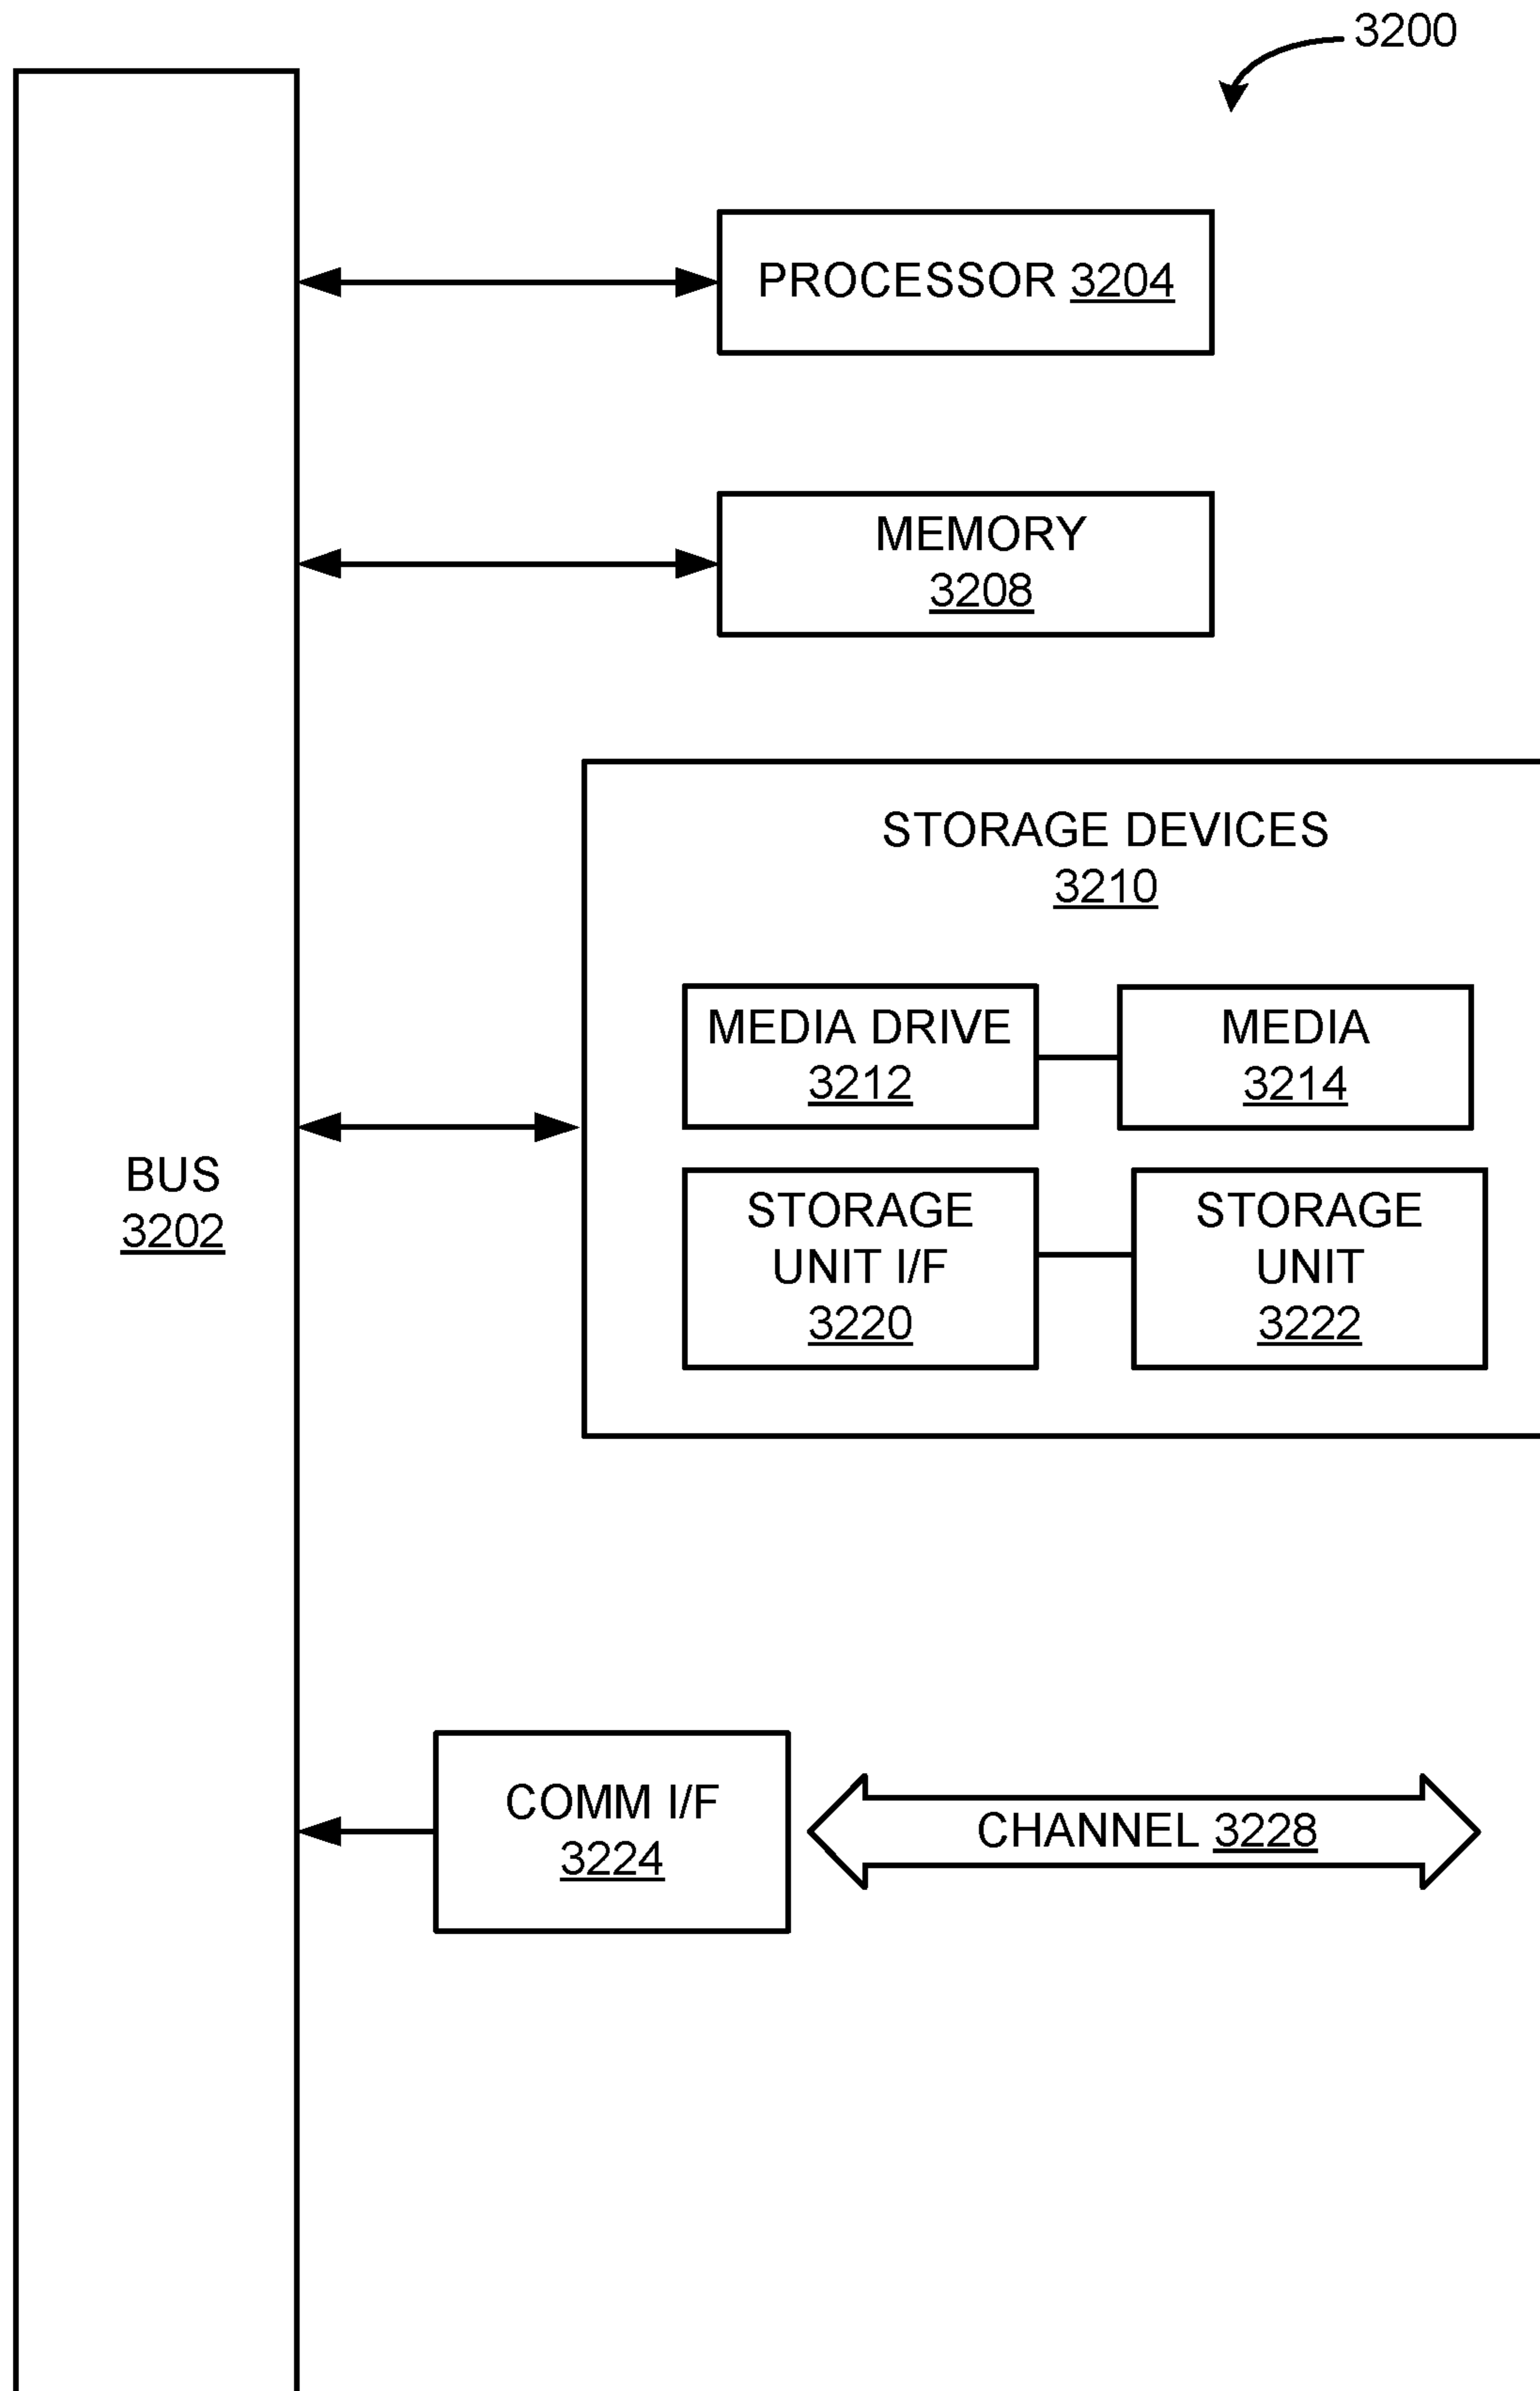 3200
PROCESSOR 3204
MEMORY
3208
STORAGE DEVICES
3210
MEDIA DRIVE
3212
MEDIA
3214
BUS
3202
STORAGE
UNIT I/F
3220
STORAGE
UNIT
3222
COMM I/F
3224
CHANNEL 3228